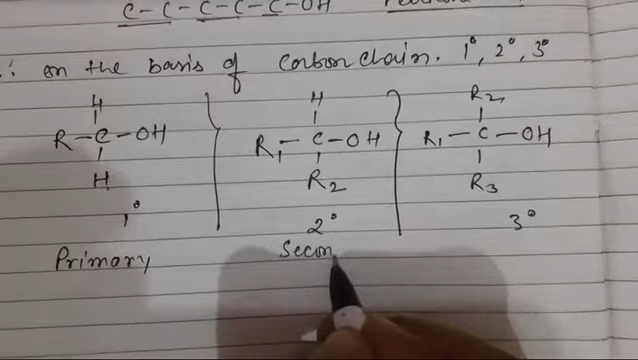 C-C-C-C-C-OH
∴ on the basis of Carbon chain. 1°, 2°, 3°
H H R2
R-C-OH R1-C-OH R1-C-OH
H R2 R3
1° 2° 3°
Primary Secon